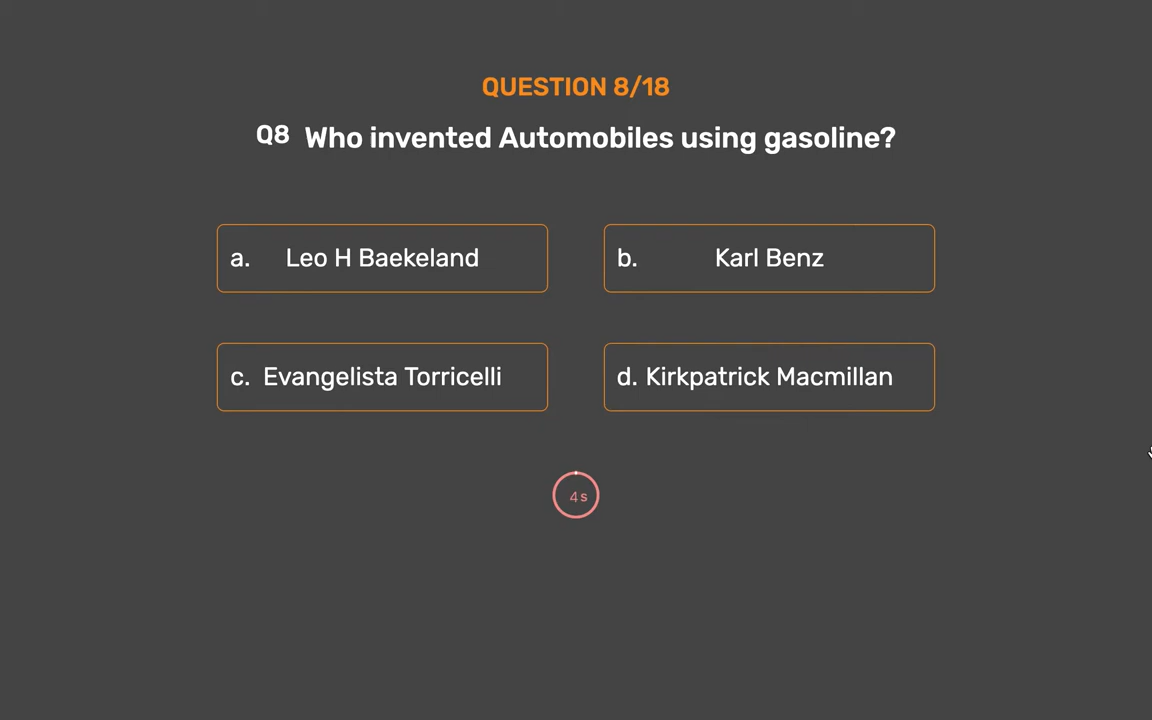 QUESTION 8/18
Q8 Who invented Automobiles using gasoline?
a. Leo H Baekeland
b. Karl Benz
c. Evangelista Torricelli
d. Kirkpatrick Macmillan
4s